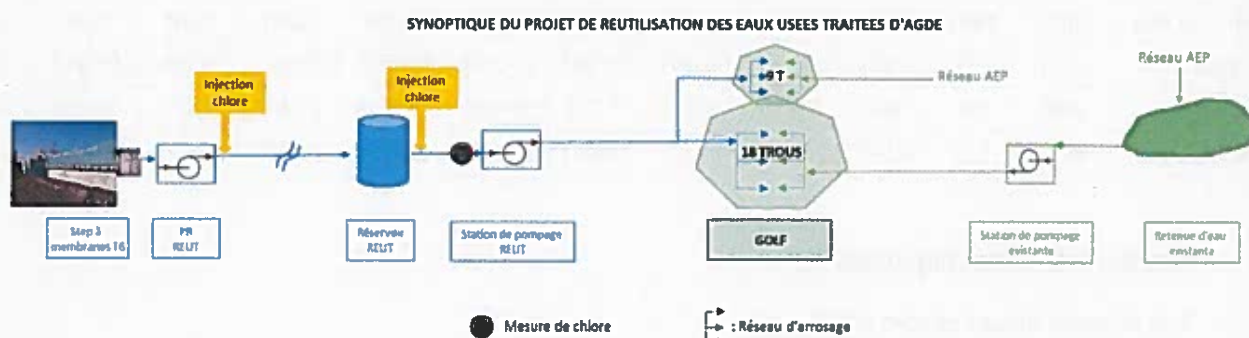 SYNOPTIQUE DU PROJET DE REUTILISATION DES EAUX USEES TRAITEES D'AGDE
Injection
chlore
Injection
chlore
9 T
Réseau AEP
Réseau AEP
18 TROUS
Step à
membranes T6
PR
REUT
Réservoir
REUT
Station de pompage
REUT
GOLF
Station de pompage
existante
Retenue d'eau
existante
Mesure de chlore
: Réseau d'arrosage